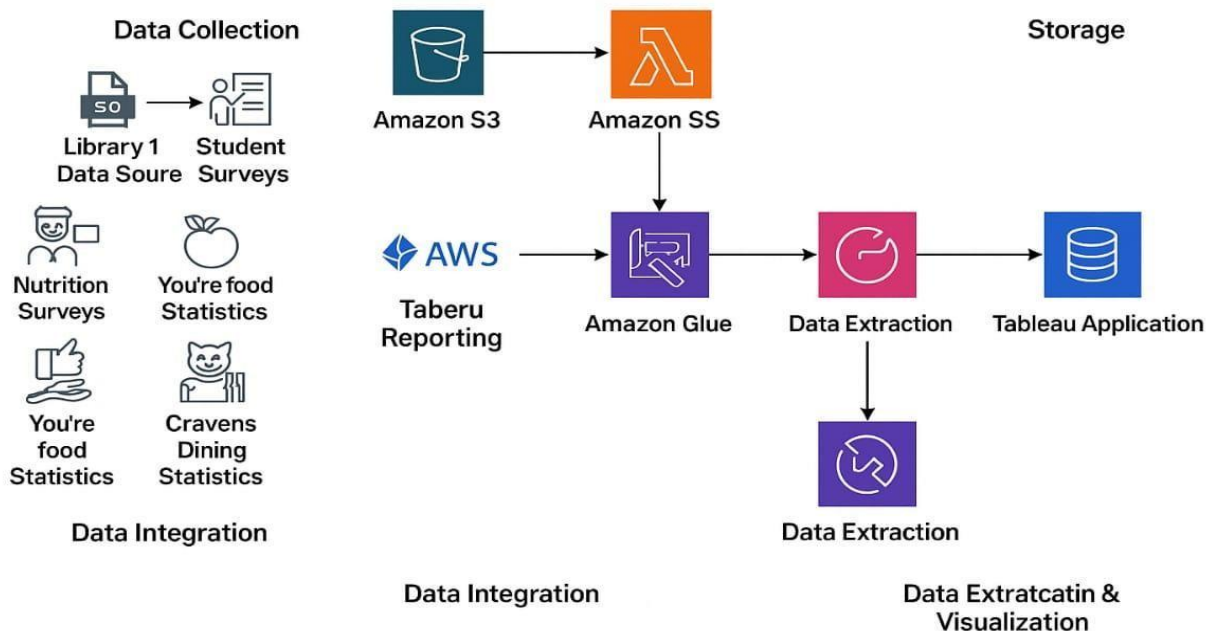 Data Collection
Storage
SO
Library 1
Data Soure
Student
Surveys
Amazon S3
Amazon SS
Nutrition
Surveys
You're food
Statistics
AWS
Taberu
Reporting
Amazon Glue
Data Extraction
Tableau Application
You're
food
Statistics
Cravens
Dining
Statistics
Data Integration
Data Extraction
Data Integration
Data Extratcatin &
Visualization